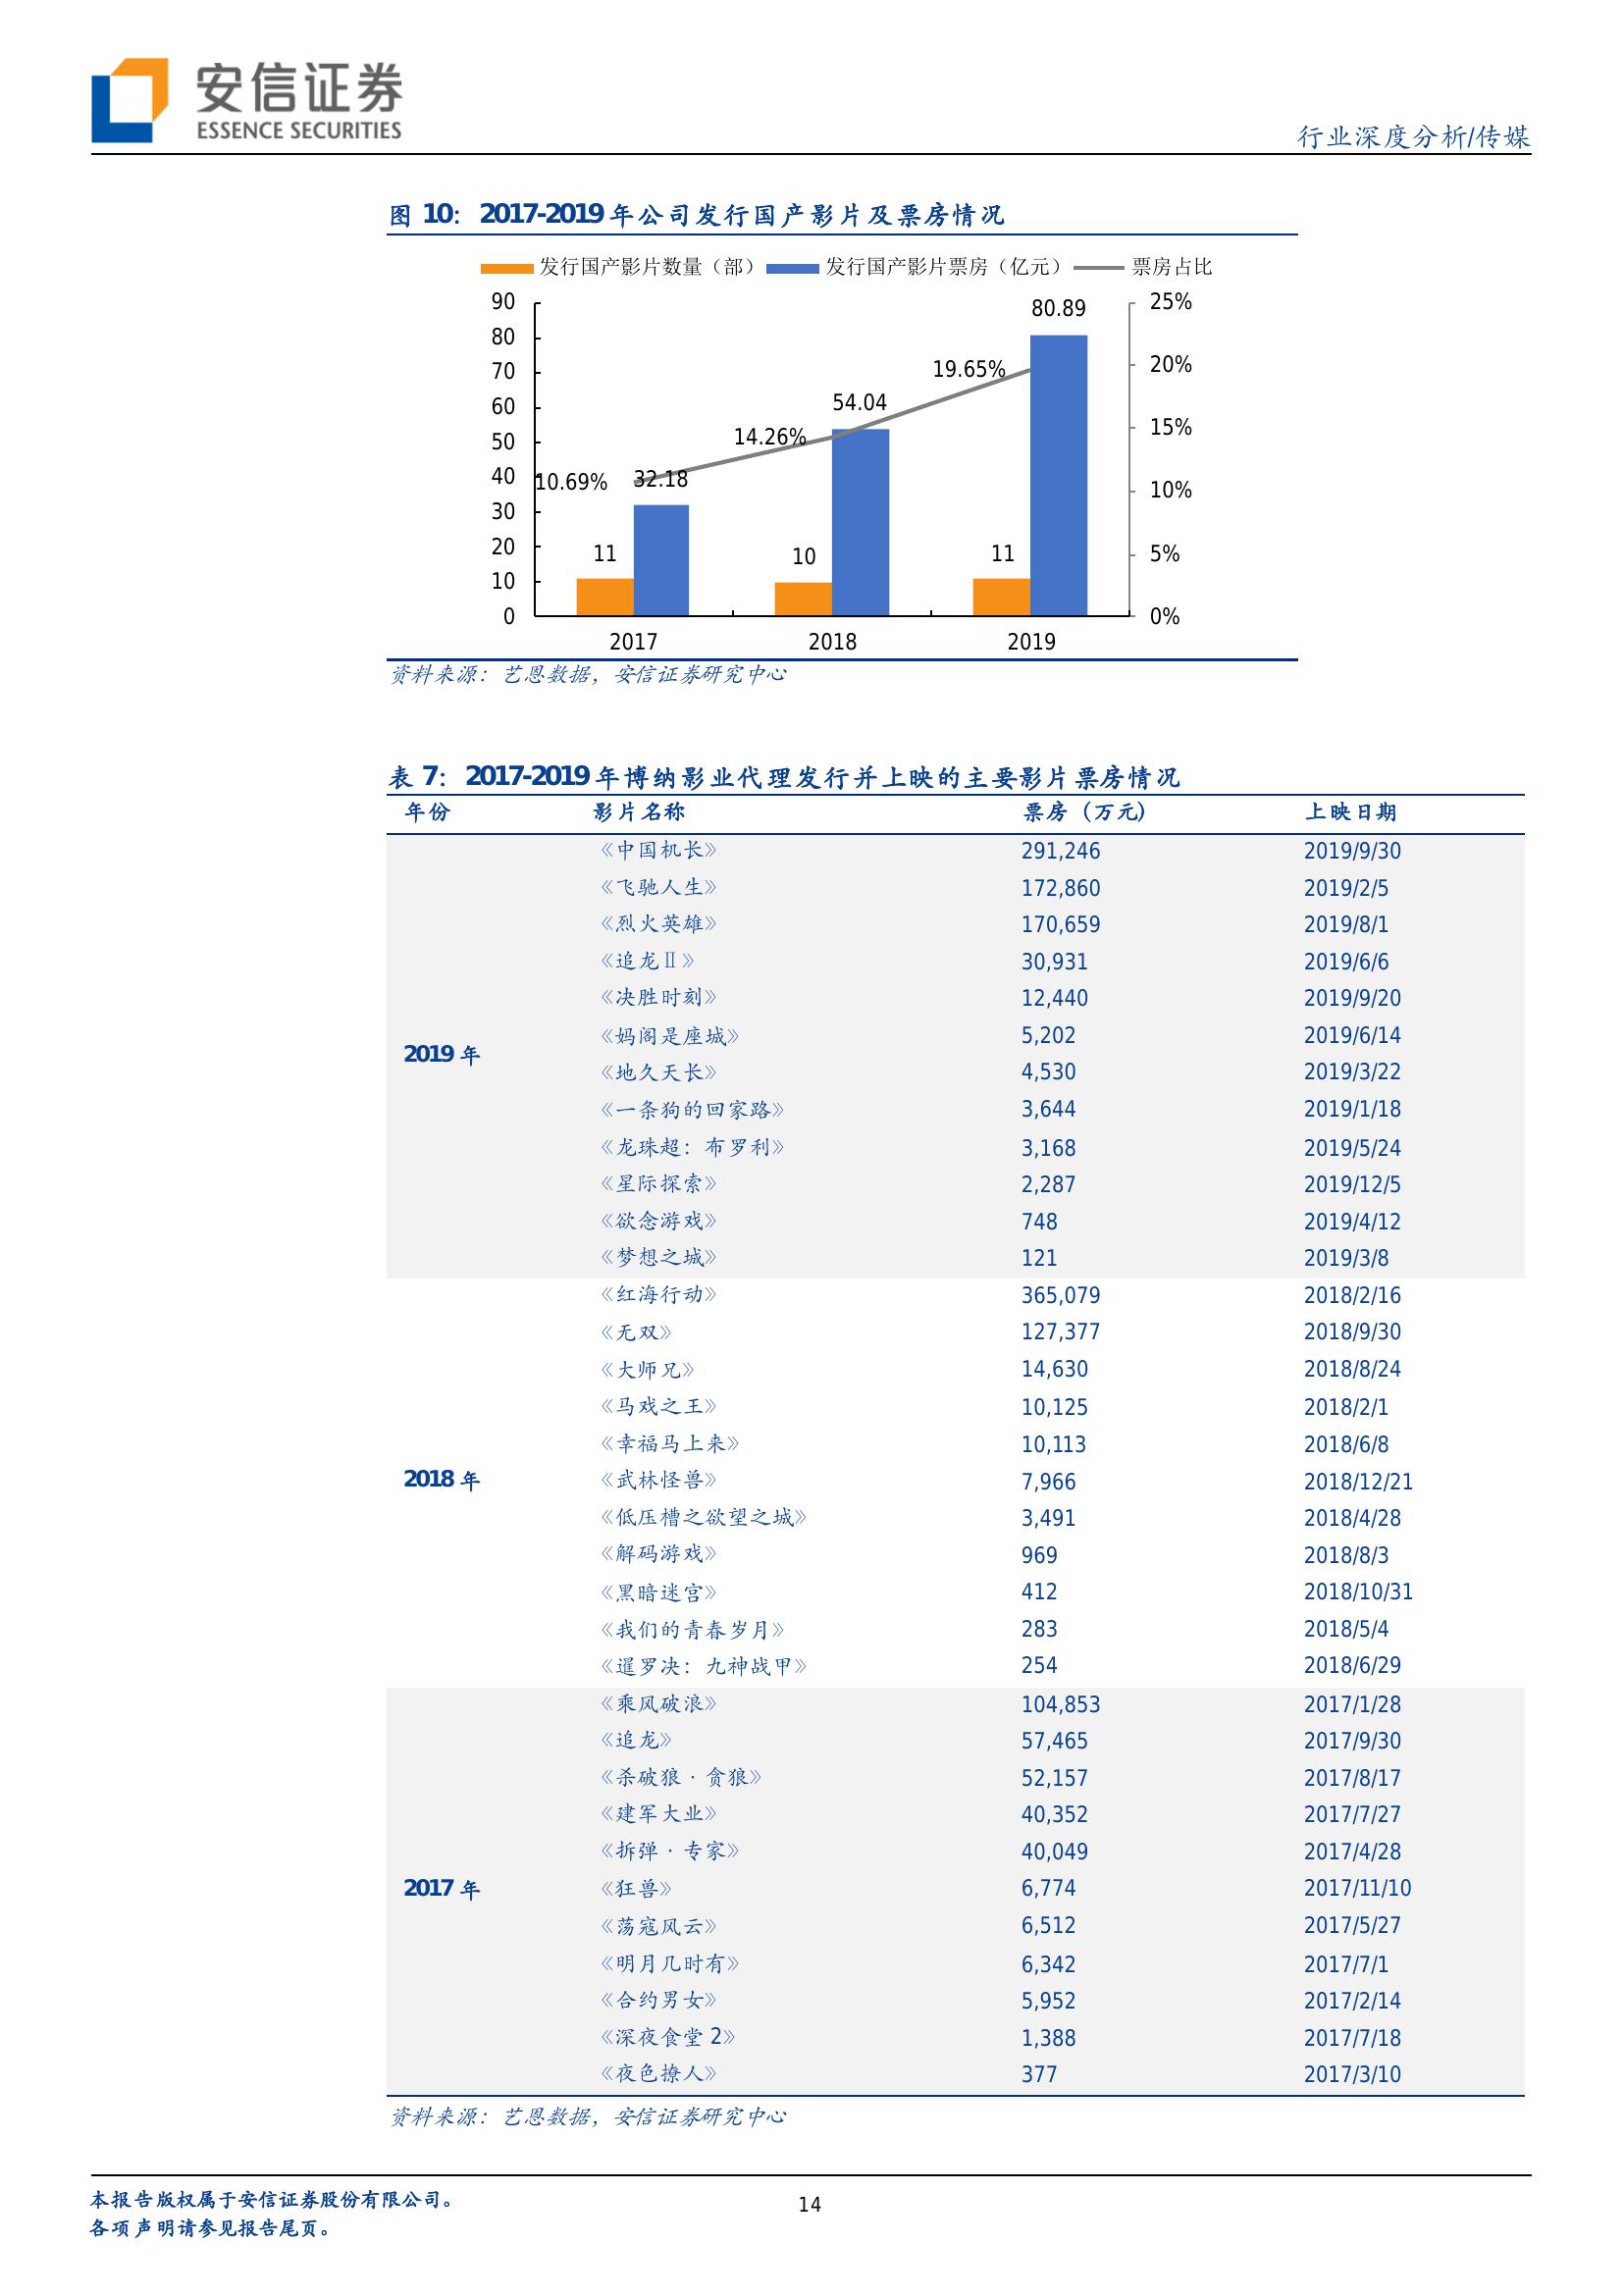 安信证券
ESSENCE SECURITIES
行业深度分析/传媒
图 10: 2017-2019年公司发行国产影片及票房情况
发行国产影片数量（部） 发行国产影片票房（亿元） 票房占比
90 80.89 25%
80
70 19.65% 20%
60 54.04
50 14.26% 15%
40 10.69% 32.18 10%
30
20 11 10 11 5%
10
0 0%
2017 2018 2019
资料来源：艺恩数据，安信证券研究中心
表 7: 2017-2019年博纳影业代理发行并上映的主要影片票房情况
年份 影片名称 票房（万元） 上映日期
《中国机长》 291,246 2019/9/30
《飞驰人生》 172,860 2019/2/5
《烈火英雄》 170,659 2019/8/1
《追龙Ⅱ》 30,931 2019/6/6
《决胜时刻》 12,440 2019/9/20
《妈阁是座城》 5,202 2019/6/14
2019 年
《地久天长》 4,530 2019/3/22
《一条狗的回家路》 3,644 2019/1/18
《龙珠超：布罗利》 3,168 2019/5/24
《星际探索》 2,287 2019/12/5
《欲念游戏》 748 2019/4/12
《梦想之城》 121 2019/3/8
《红海行动》 365,079 2018/2/16
《无双》 127,377 2018/9/30
《大师兄》 14,630 2018/8/24
《马戏之王》 10,125 2018/2/1
《幸福马上来》 10,113 2018/6/8
2018 年 《武林怪兽》 7,966 2018/12/21
《低压槽之欲望之城》 3,491 2018/4/28
《解码游戏》 969 2018/8/3
《黑暗迷宫》 412 2018/10/31
《我们的青春岁月》 283 2018/5/4
《暹罗决：九神战甲》 254 2018/6/29
《乘风破浪》 104,853 2017/1/28
《追龙》 57,465 2017/9/30
《杀破狼·贪狼》 52,157 2017/8/17
《建军大业》 40,352 2017/7/27
《拆弹·专家》 40,049 2017/4/28
2017 年 《狂兽》 6,774 2017/11/10
《荡寇风云》 6,512 2017/5/27
《明月几时有》 6,342 2017/7/1
《合约男女》 5,952 2017/2/14
《深夜食堂 2》 1,388 2017/7/18
《夜色撩人》 377 2017/3/10
资料来源：艺恩数据，安信证券研究中心
本报告版权属于安信证券股份有限公司。
各项声明请参见报告尾页。
14